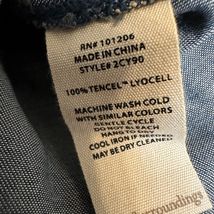 RN# 101206
MADE IN CHINA
STYLE# 2CY90
100% TENCEL™ LYOCELL
MACHINE WASH COLD
WITH SIMILAR COLORS
GENTLE CYCLE
DO NOT BLEACH
HANG TO DRY
COOL IRON IF NEEDED
MAY BE DRY CLEANED